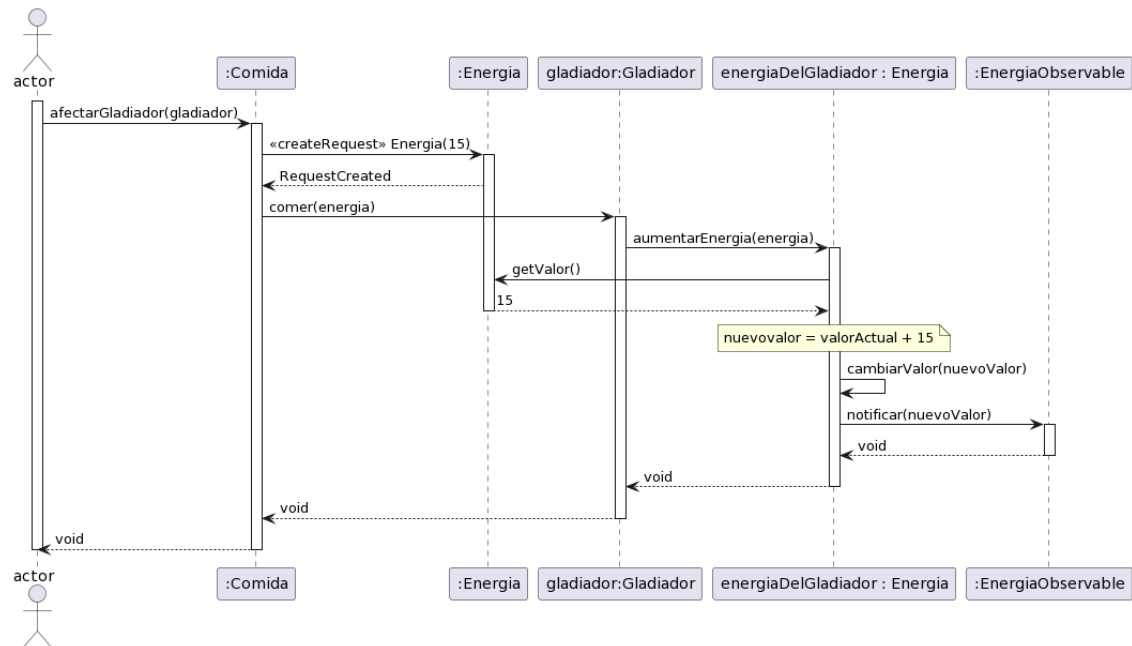 actor
:Comida
:Energia
gladiador:Gladiador
energiaDelGladiador : Energia
:EnergiaObservable
afectarGladiador(gladiador)
«createRequest» Energia(15)
RequestCreated
comer(energia)
aumentarEnergia(energia)
getValor()
15
nuevovalor = valorActual + 15
cambiarValor(nuevoValor)
notificar(nuevoValor)
void
void
void
void
actor
:Comida
:Energia
gladiador:Gladiador
energiaDelGladiador : Energia
:EnergiaObservable